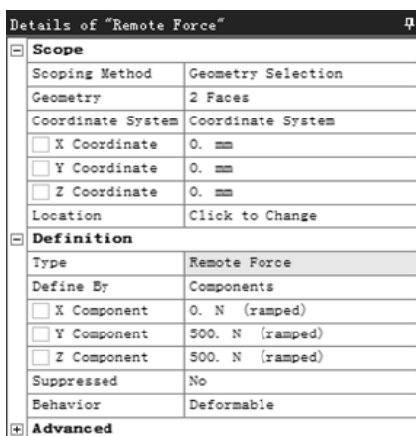 Details of "Remote Force"
Scope
Scoping Method Geometry Selection
Geometry 2 Faces
Coordinate System Coordinate System
X Coordinate 0. mm
Y Coordinate 0. mm
Z Coordinate 0. mm
Location Click to Change
Definition
Type Remote Force
Define By Components
X Component 0. N (ramped)
Y Component 500. N (ramped)
Z Component 500. N (ramped)
Suppressed No
Behavior Deformable
Advanced